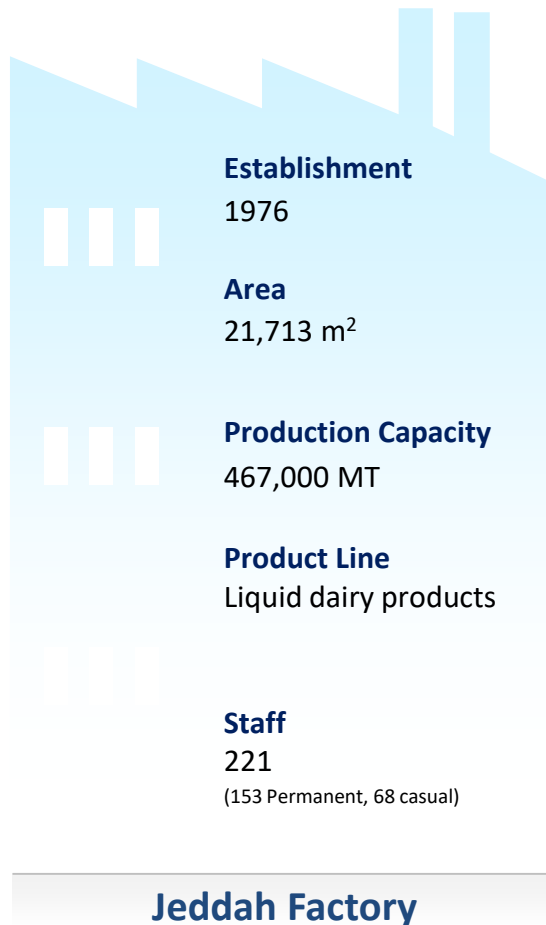 Establishment
1976
Area
21,713 m²
Production Capacity
467,000 MT
Product Line
Liquid dairy products
Staff
221
(153 Permanent, 68 casual)
Jeddah Factory